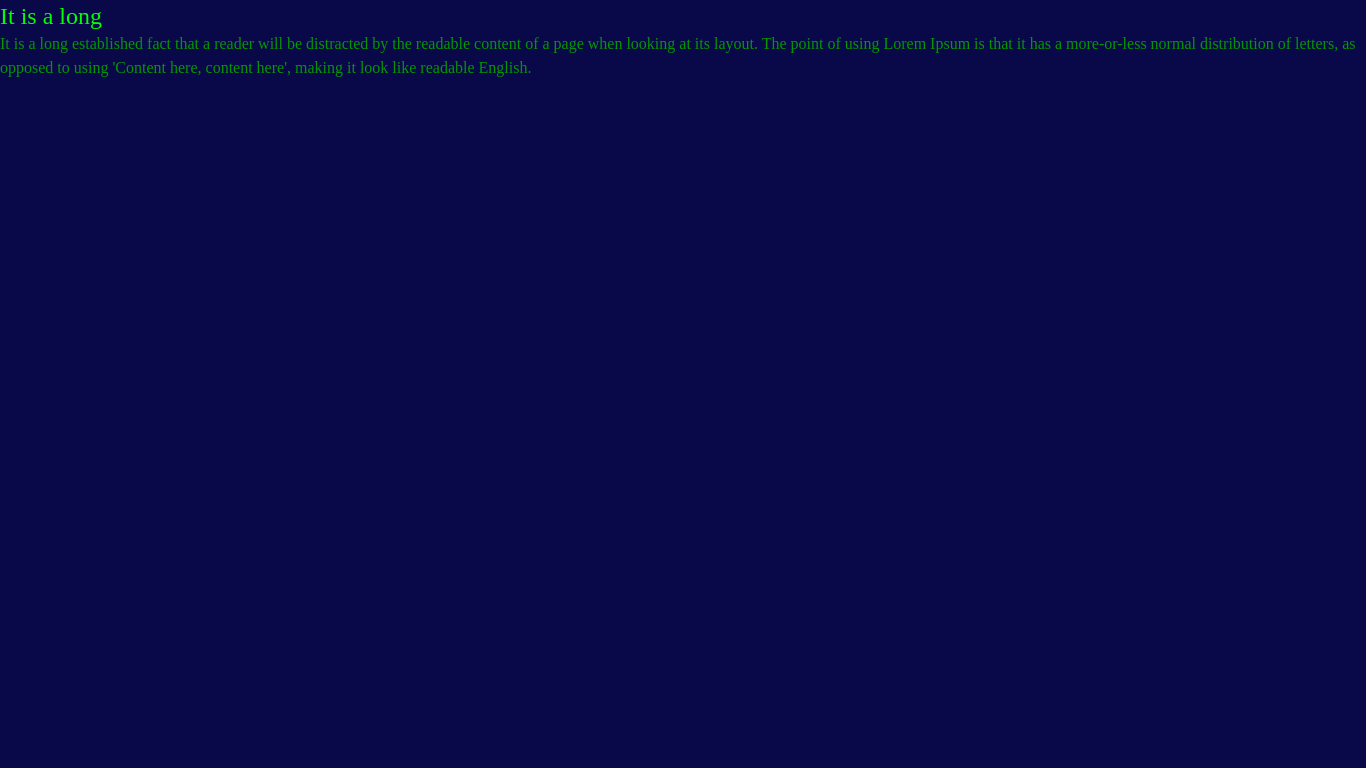 It is a long
It is a long established fact that a reader will be distracted by the readable content of a page when looking at its layout. The point of using Lorem Ipsum is that it has a more-or-less normal distribution of letters, as
opposed to using 'Content here, content here', making it look like readable English.